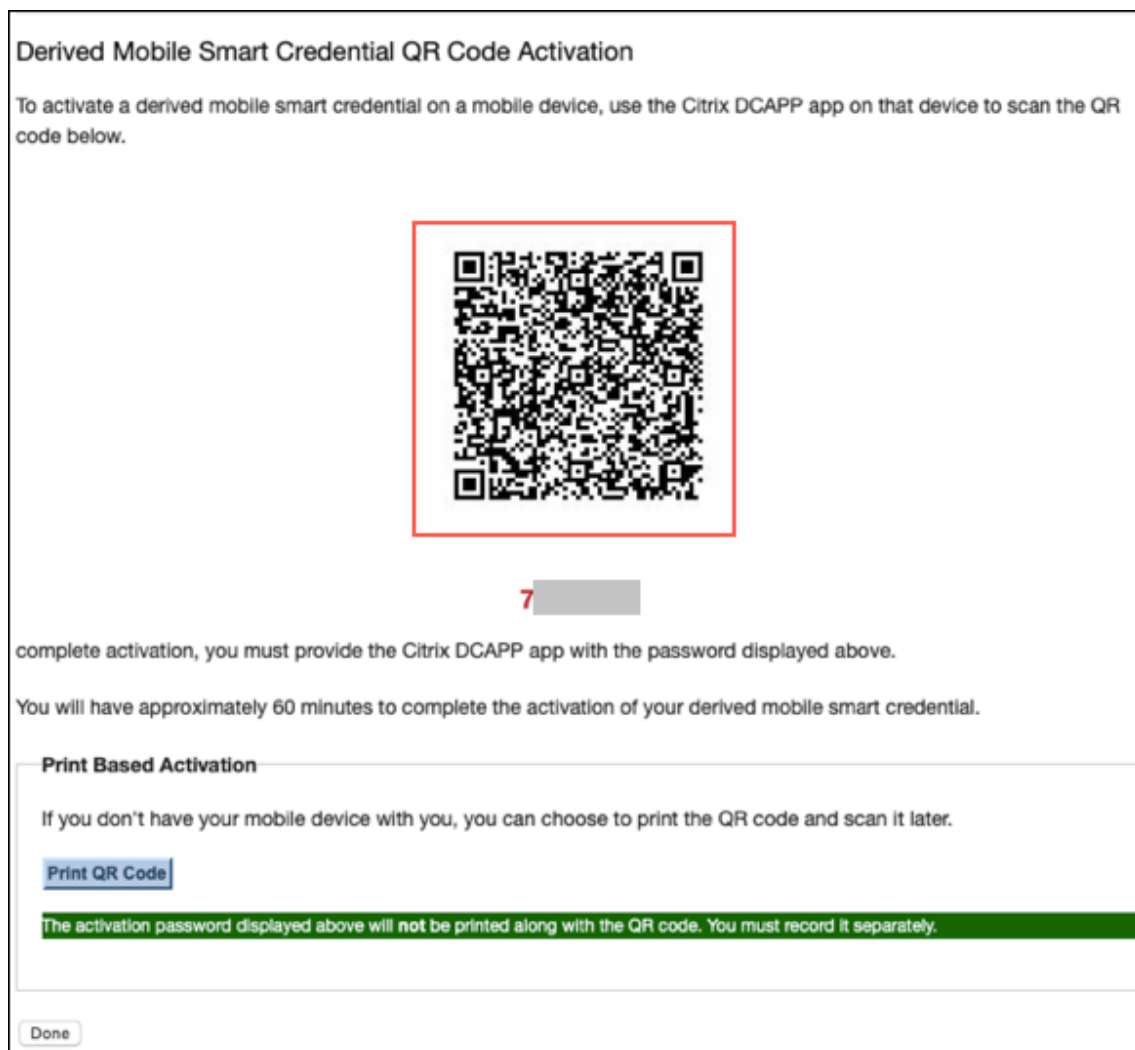 Derived Mobile Smart Credential QR Code Activation
To activate a derived mobile smart credential on a mobile device, use the Citrix DCAPP app on that device to scan the QR
code below.
7
complete activation, you must provide the Citrix DCAPP app with the password displayed above.
You will have approximately 60 minutes to complete the activation of your derived mobile smart credential.
Print Based Activation
If you don't have your mobile device with you, you can choose to print the QR code and scan it later.
Print QR Code
The activation password displayed above will not be printed along with the QR code. You must record it separately.
Done